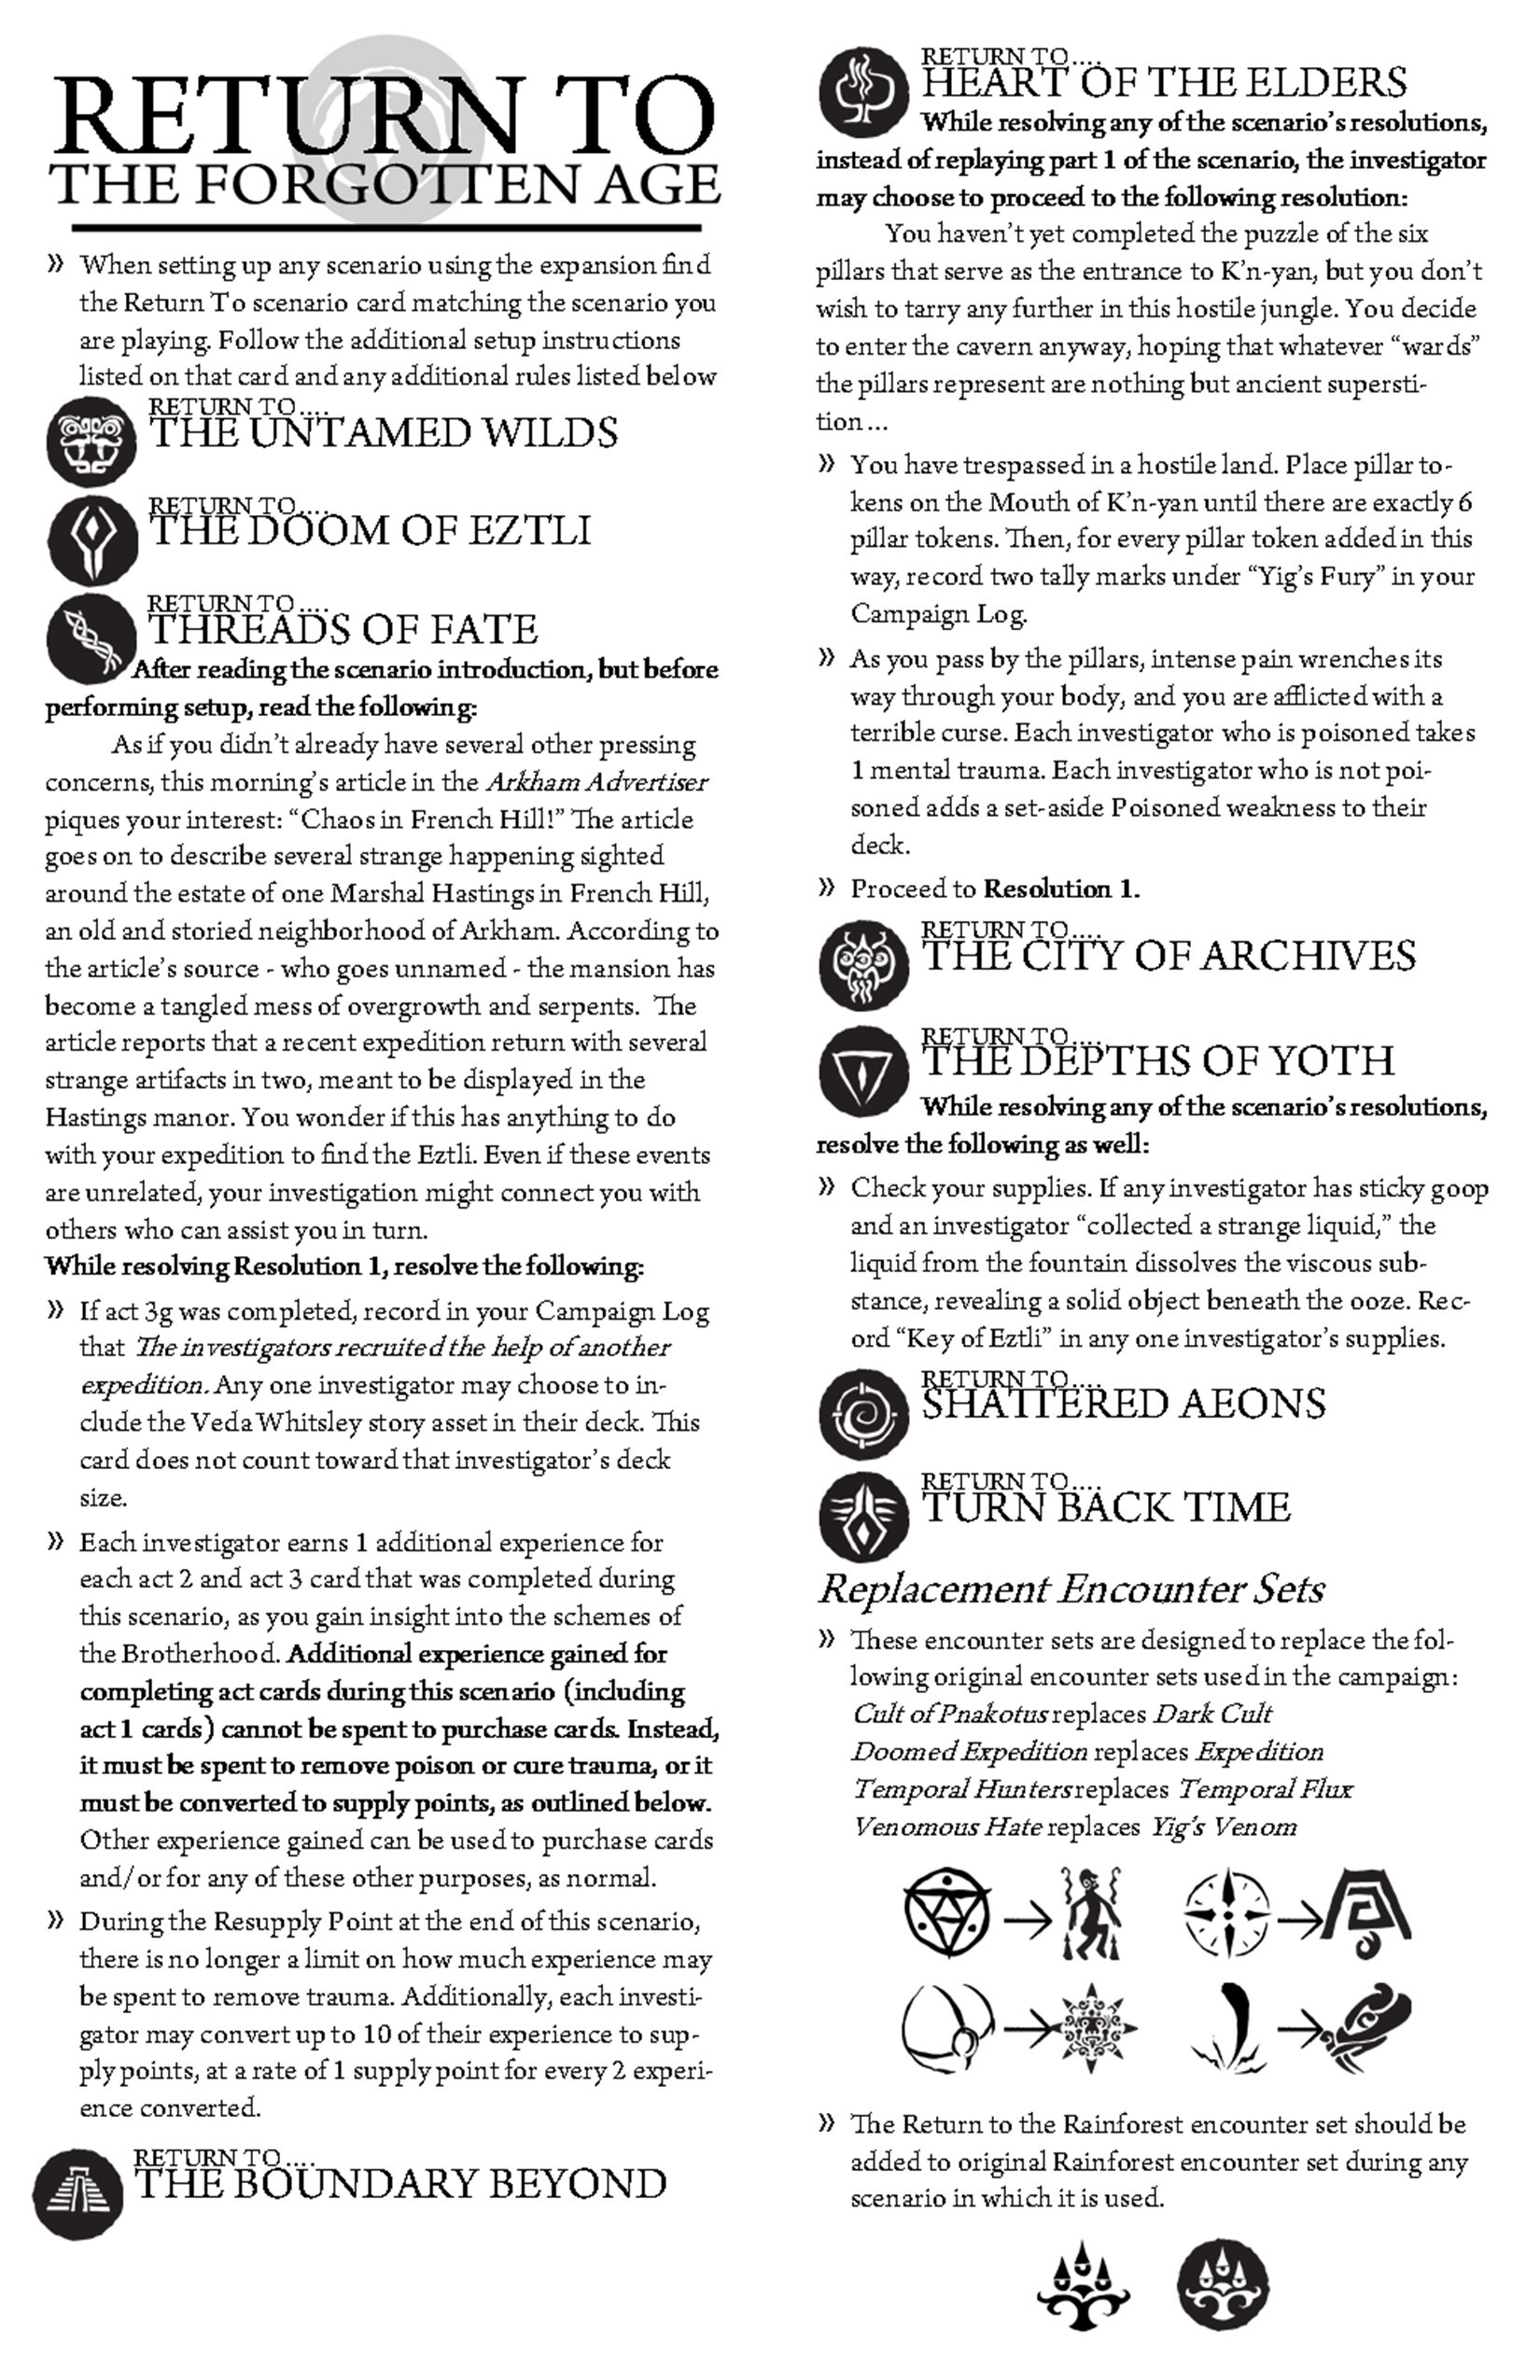 RETURN TO
THE FORGOTTEN AGE
» When setting up any scenario using the expansion find
the Return To scenario card matching the scenario you
are playing. Follow the additional setup instructions
listed on that card and any additional rules listed below
RETURN TO....
THE UNTAMED WILDS
RETURN TO....
THE DOOM OF EZTLI
RETURN TO....
THREADS OF FATE
After reading the scenario introduction, but before
performing setup, read the following:
As if you didn't already have several other pressing
concerns, this morning's article in the Arkham Advertiser
piques your interest: “Chaos in French Hill!” The article
goes on to describe several strange happening sighted
around the estate of one Marshal Hastings in French Hill,
an old and storied neighborhood of Arkham. According to
the article's source - who goes unnamed - the mansion has
become a tangled mess of overgrowth and serpents. The
article reports that a recent expedition return with several
strange artifacts in two, meant to be displayed in the
Hastings manor. You wonder if this has anything to do
with your expedition to find the Eztli. Even if these events
are unrelated, your investigation might connect you with
others who can assist you in turn.
While resolving Resolution 1, resolve the following:
» If act 3g was completed, record in your Campaign Log
that The investigators recruited the help of another
expedition. Any one investigator may choose to in-
clude the Veda Whitsley story asset in their deck. This
card does not count toward that investigator's deck
size.
» Each investigator earns 1 additional experience for
each act 2 and act 3 card that was completed during
this scenario, as you gain insight into the schemes of
the Brotherhood. Additional experience gained for
completing act cards during this scenario (including
act 1 cards) cannot be spent to purchase cards. Instead,
it must be spent to remove poison or cure trauma, or it
must be converted to supply points, as outlined below.
Other experience gained can be used to purchase cards
and/or for any of these other purposes, as normal.
» During the Resupply Point at the end of this scenario,
there is no longer a limit on how much experience may
be spent to remove trauma. Additionally, each investi-
gator may convert up to 10 of their experience to sup-
ply points, at a rate of 1 supply point for every 2 experi-
ence converted.
RETURN TO....
THE BOUNDARY BEYOND
RETURN TO....
HEART OF THE ELDERS
While resolving any of the scenario's resolutions,
instead of replaying part 1 of the scenario, the investigator
may choose to proceed to the following resolution:
You haven't yet completed the puzzle of the six
pillars that serve as the entrance to K'n-yan, but you don't
wish to tarry any further in this hostile jungle. You decide
to enter the cavern anyway, hoping that whatever “wards”
the pillars represent are nothing but ancient supersti-
tion...
» You have trespassed in a hostile land. Place pillar to-
kens on the Mouth of K'n-yan until there are exactly 6
pillar tokens. Then, for every pillar token added in this
way, record two tally marks under “Yig's Fury” in your
Campaign Log.
» As you pass by the pillars, intense pain wrenches its
way through your body, and you are afflicted with a
terrible curse. Each investigator who is poisoned takes
1 mental trauma. Each investigator who is not poi-
soned adds a set-aside Poisoned weakness to their
deck.
» Proceed to Resolution 1.
RETURN TO....
THE CITY OF ARCHIVES
RETURN TO....
THE DEPTHS OF YOTH
While resolving any of the scenario's resolutions,
resolve the following as well:
» Check your supplies. If any investigator has sticky goop
and an investigator “collected a strange liquid,” the
liquid from the fountain dissolves the viscous sub-
stance, revealing a solid object beneath the ooze. Rec-
ord “Key of Eztli” in any one investigator's supplies.
RETURN TO....
SHATTERED AEONS
RETURN TO....
TURN BACK TIME
Replacement Encounter Sets
» These encounter sets are designed to replace the fol-
lowing original encounter sets used in the campaign:
Cult of Pnakotus replaces Dark Cult
Doomed Expedition replaces Expedition
Temporal Hunters replaces Temporal Flux
Venomous Hate replaces Yig's Venom
» The Return to the Rainforest encounter set should be
added to original Rainforest encounter set during any
scenario in which it is used.